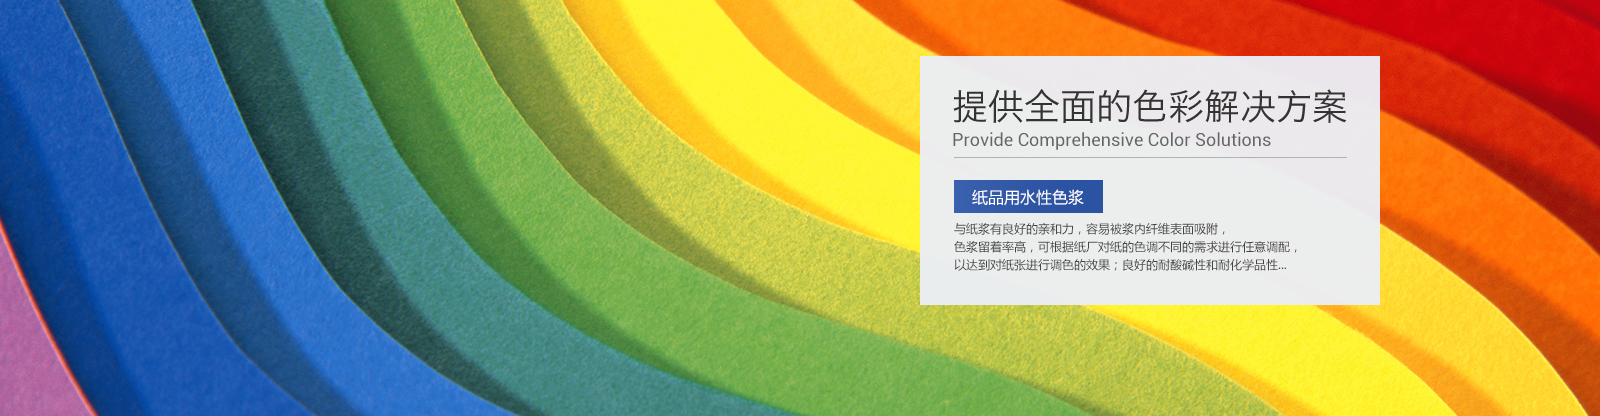 提供全面的色彩解决方案
Provide Comprehensive Color Solutions
纸品用水性色浆
与纸浆有良好的亲和力，容易被浆内纤维表面吸附，
色浆留着率高，可根据纸厂对纸的色调不同的需求进行任意调配，
以达到对纸张进行调色的效果；良好的耐酸碱性和耐化学品性...